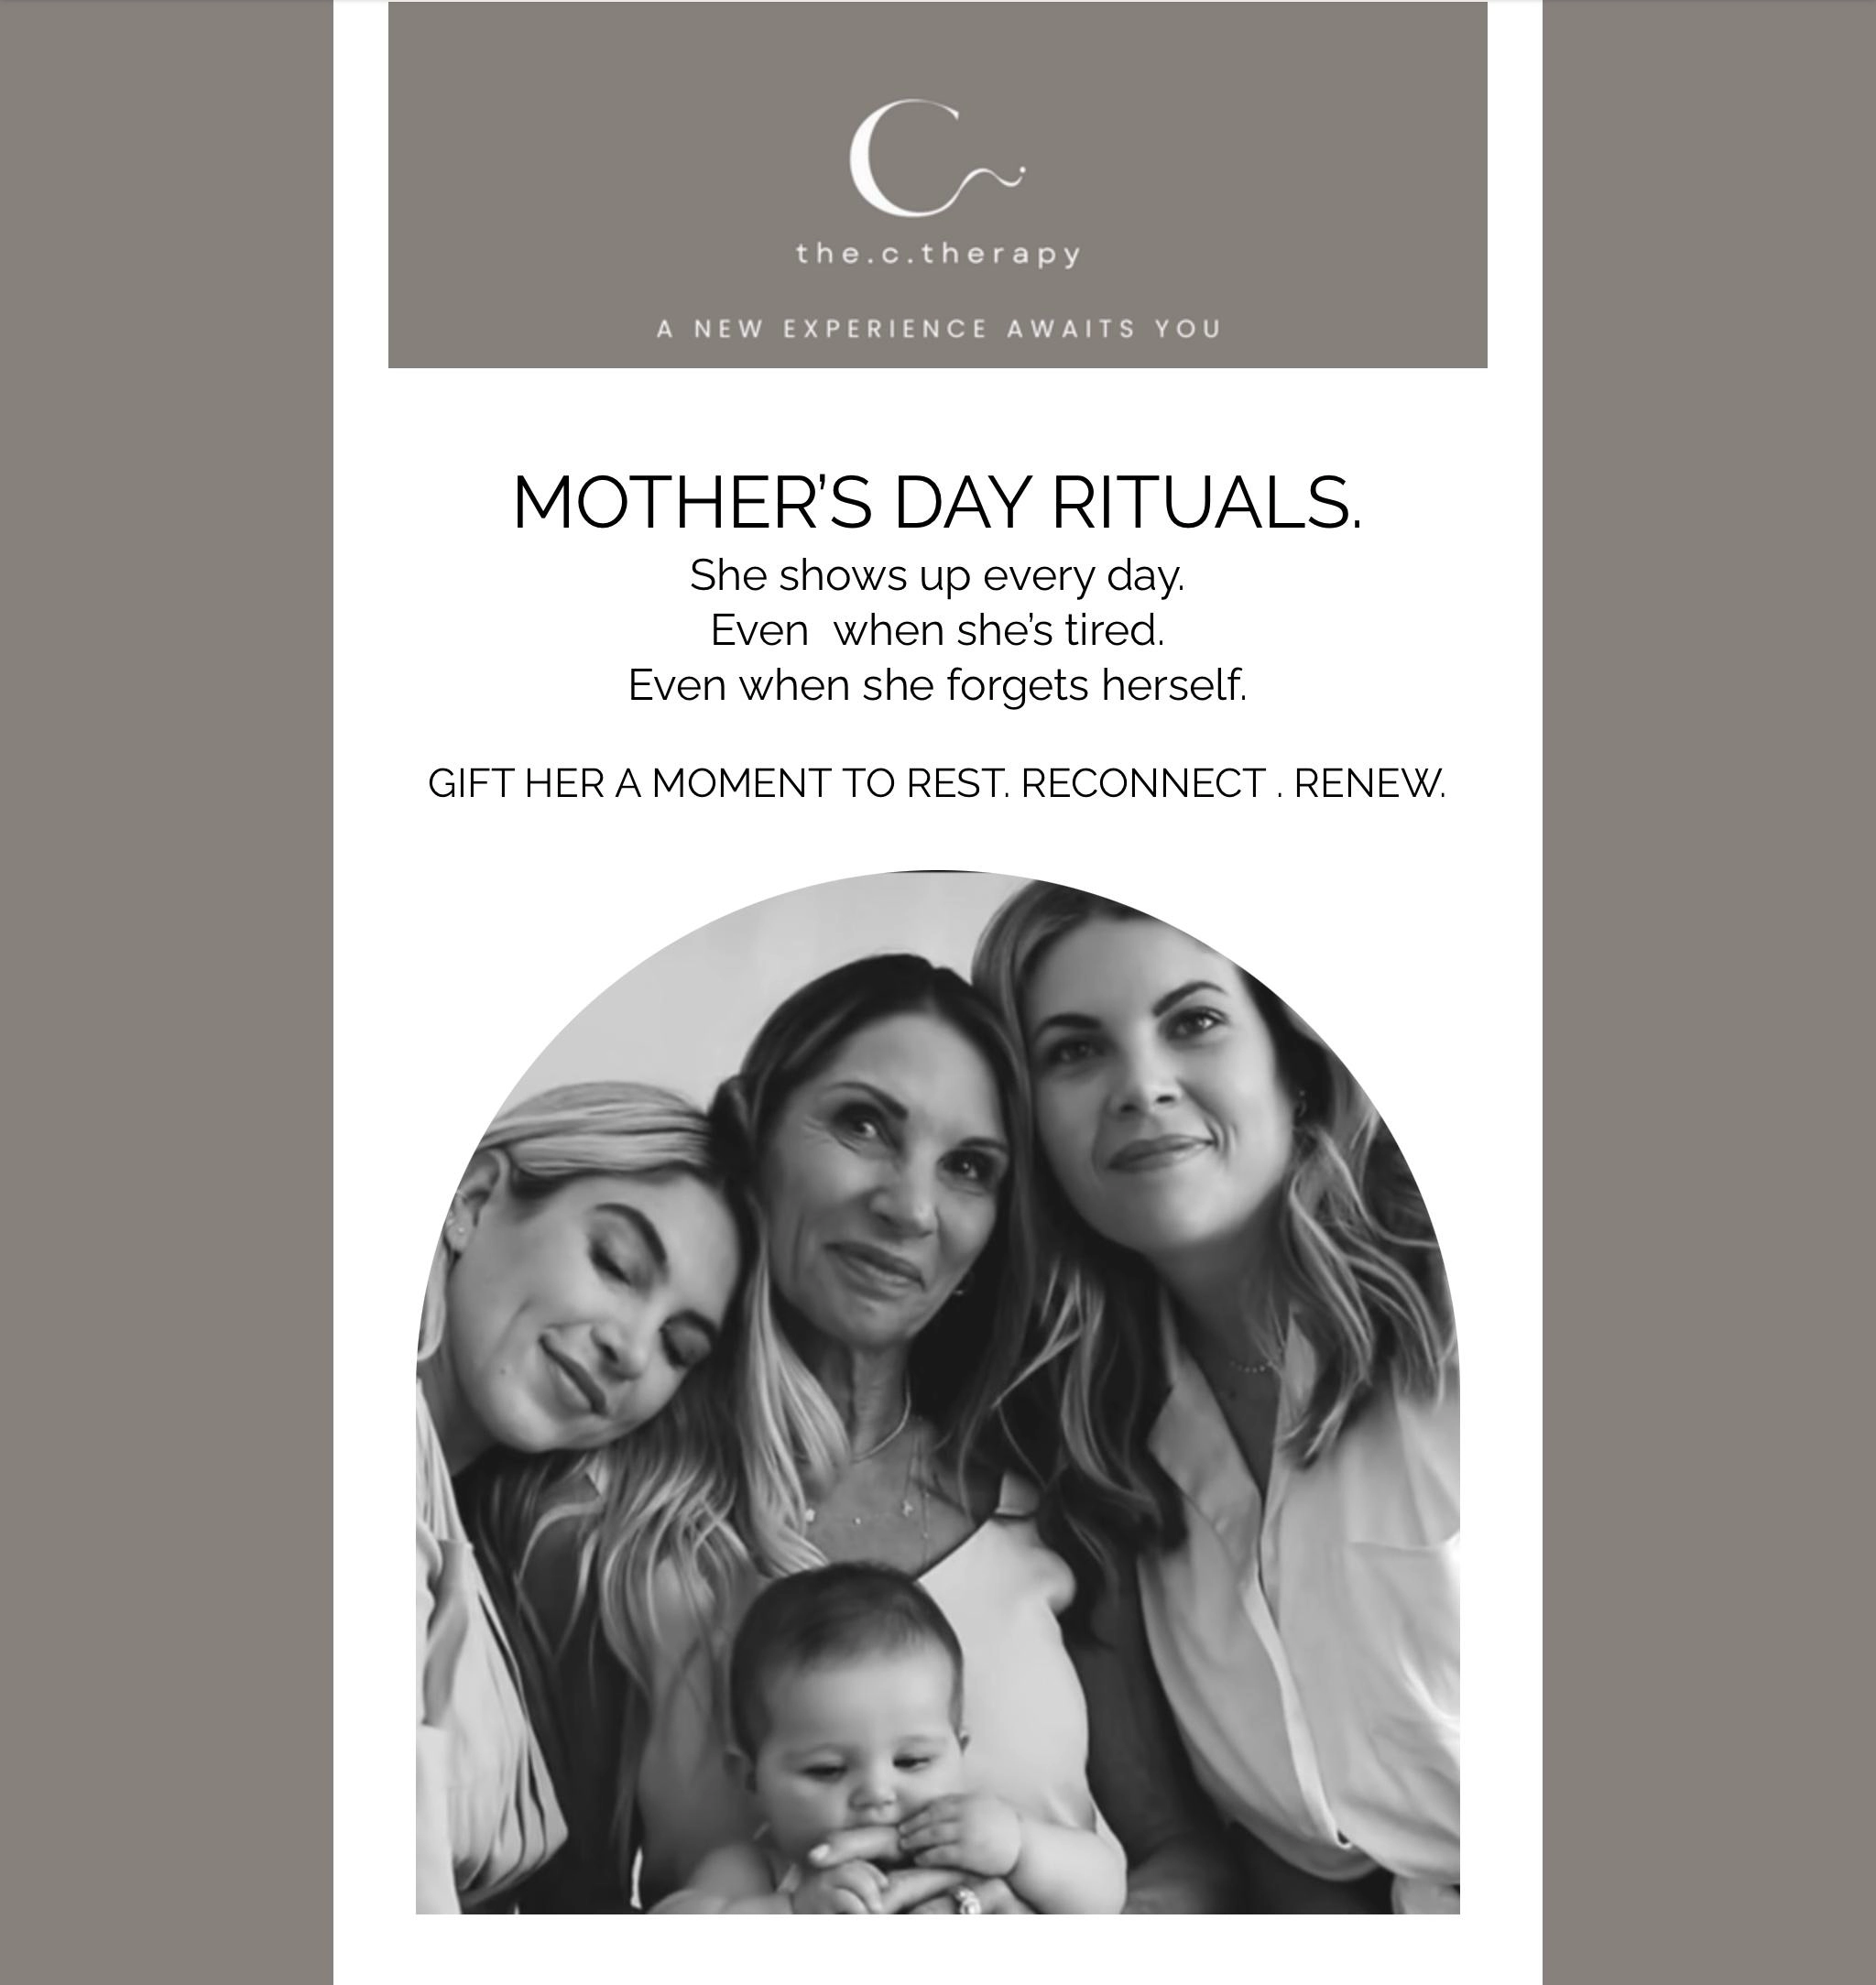 the.c.therapy
A NEW EXPERIENCE AWAITS YOU
MOTHER’S DAY RITUALS.
She shows up every day.
Even  when she’s tired.
Even when she forgets herself.
GIFT HER A MOMENT TO REST. RECONNECT . RENEW.